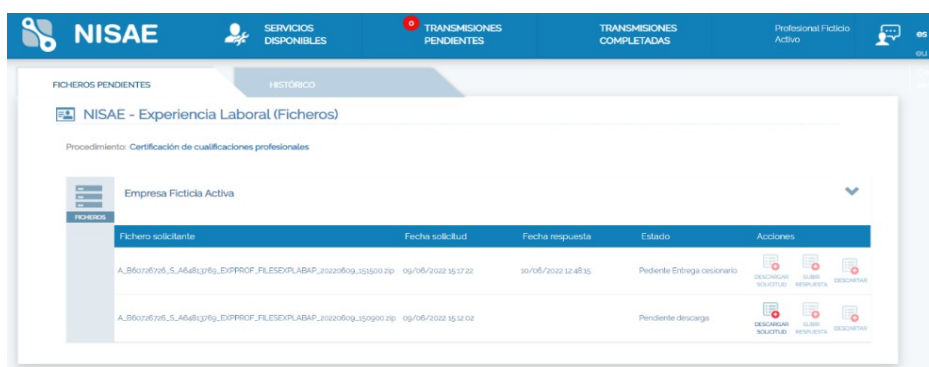 NISAE
SERVICIOS
DISPONIBLES
0
TRANSMISIONES
PENDIENTES
TRANSMISIONES
COMPLETADAS
Profesional Ficticio
Activo
es
eu
FICHEROS PENDIENTES
HISTÓRICO
NISAE - Experiencia Laboral (Ficheros)
Procedimiento: Certificación de cualificaciones profesionales
FICHEROS
Empresa Ficticia Activa
Fichero solicitante Fecha solicitud Fecha respuesta Estado Acciones
A_B60726726_S_A64813769_EXPPROF_FILESEXPLABAP_20220609_151500.zip 09/06/2022 15:17:22 10/06/2022 12:48:15 Pediente Entrega cesionario
DESCARGAR
SOLICITUD
SUBIR
RESPUESTA
DESCARTAR
A_B60726726_S_A64813769_EXPPROF_FILESEXPLABAP_20220609_150900.zip 09/06/2022 15:12:02 Pendiente descarga
DESCARGAR
SOLICITUD
SUBIR
RESPUESTA
DESCARTAR